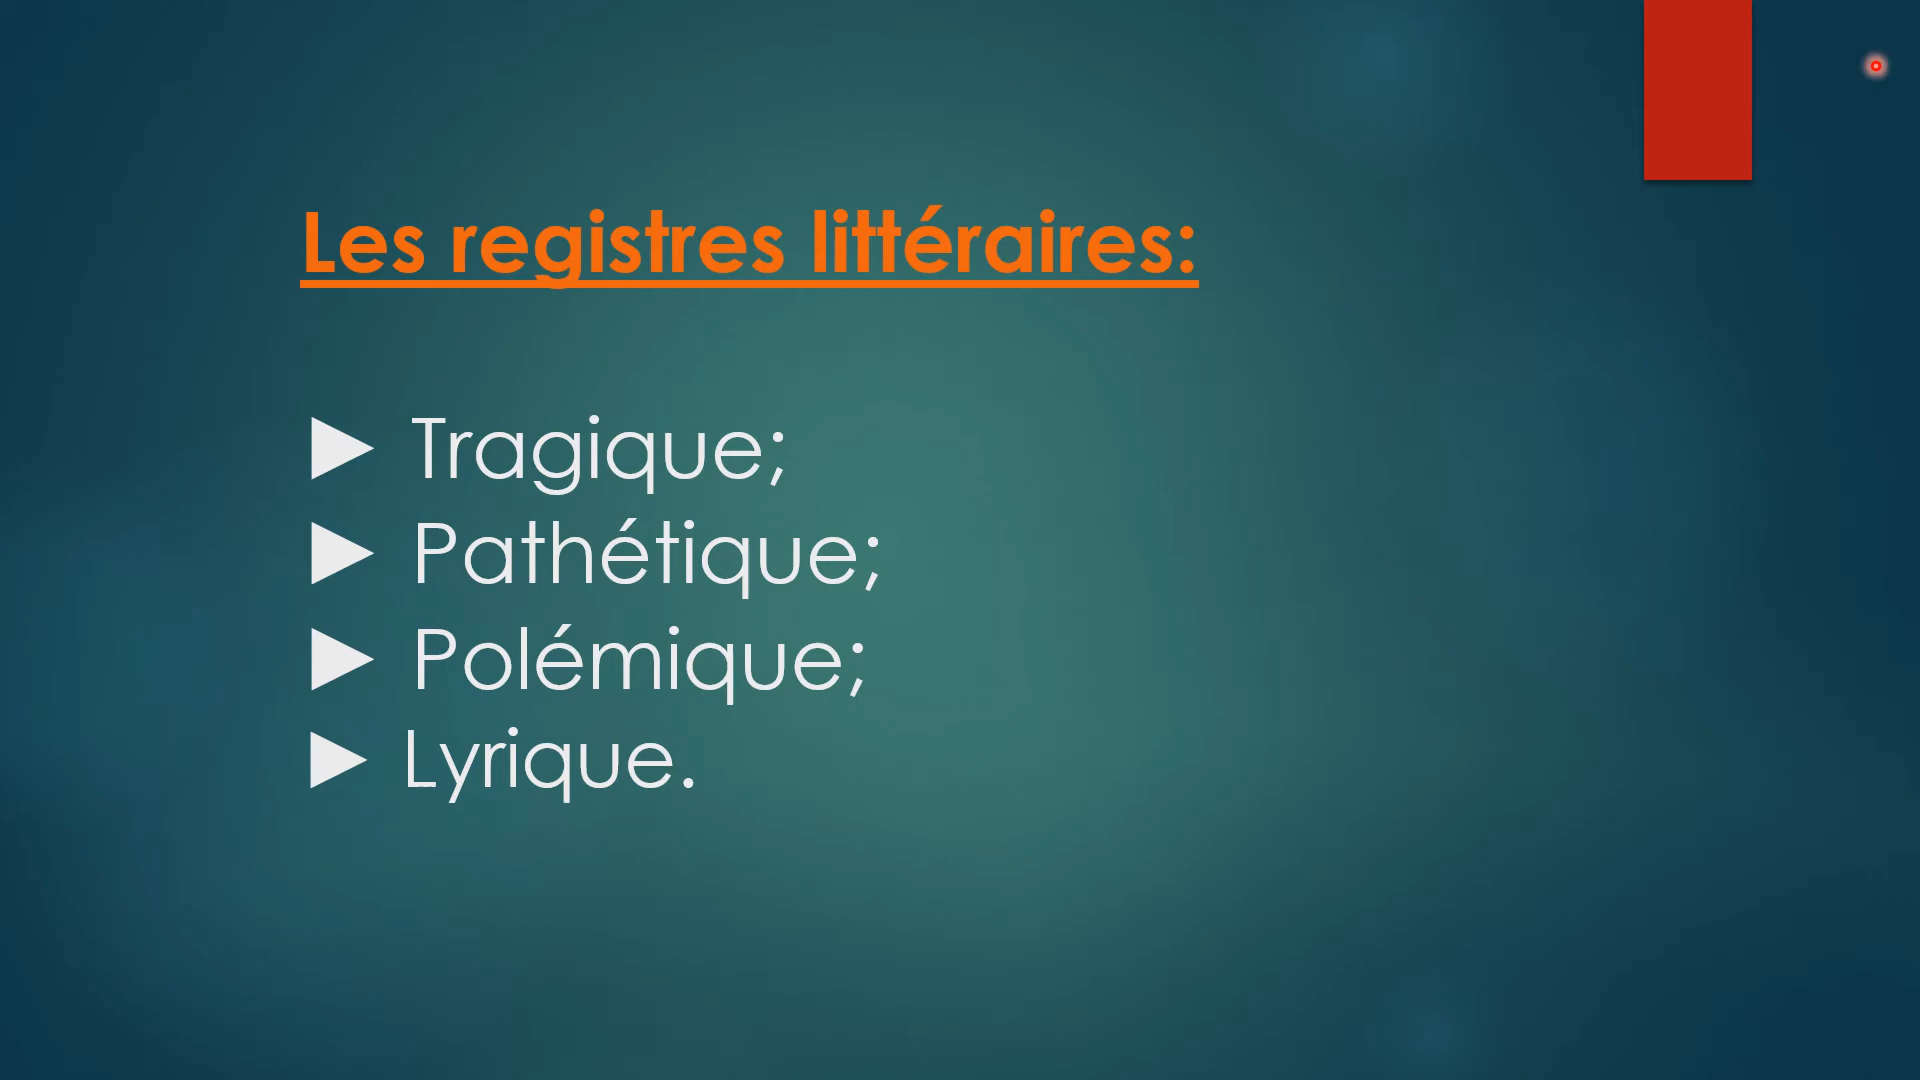 Les registres littéraires:
► Tragique;
► Pathétique;
► Polémique;
► Lyrique.